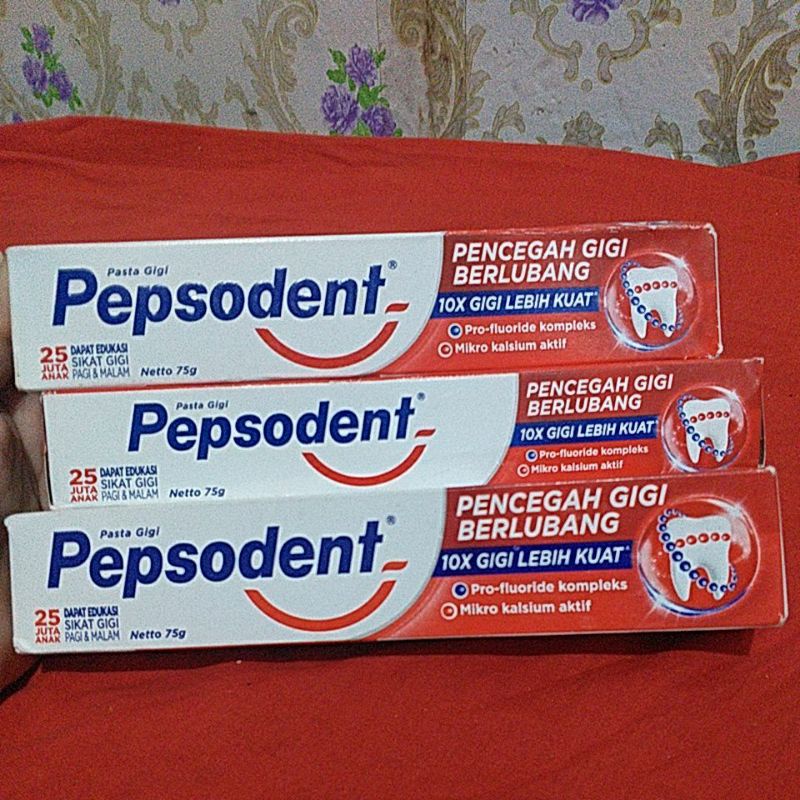 Pasta Gigi
Pepsodent®
25 JUTA ANAK
DAPAT EDUKASI
SIKAT GIGI
PAGI & MALAM
Netto 75g
PENCEGAH GIGI
BERLUBANG
10X GIGI LEBIH KUAT^
Pro-fluoride kompleks
Mikro kalsium aktif
Pasta Gigi
Pepsodent®
25 JUTA ANAK
DAPAT EDUKASI
SIKAT GIGI
PAGI & MALAM
Netto 75g
PENCEGAH GIGI
BERLUBANG
10X GIGI LEBIH KUAT^
Pro-fluoride kompleks
Mikro kalsium aktif
Pasta Gigi
Pepsodent®
25 JUTA ANAK
DAPAT EDUKASI
SIKAT GIGI
PAGI & MALAM
Netto 75g
PENCEGAH GIGI
BERLUBANG
10X GIGI LEBIH KUAT^
Pro-fluoride kompleks
Mikro kalsium aktif